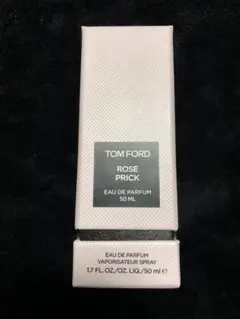 TOM FORD
ROSE
PRICK
EAU DE PARFUM
50 ML
EAU DE PARFUM
VAPORISATEUR SPRAY
1.7 FL. OZ./OZ. LIQ./50 ml ℮